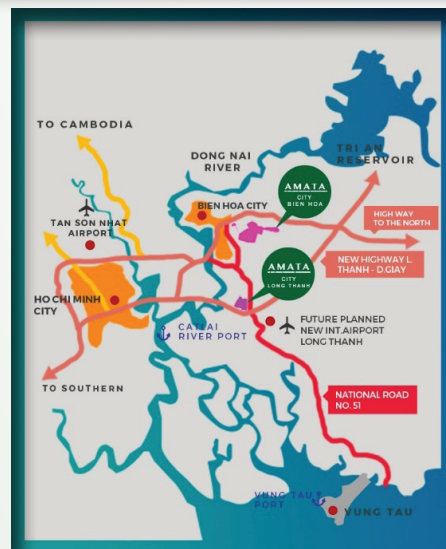 TO CAMBODIA
DONG NAI
RIVER
TRI AN
RESERVOIR
AMATA
CITY
BIEN HOA
BIEN HOA CITY
TAN SON NHAT
AIRPORT
HIGH WAY
TO THE NORTH
AMATA
CITY
LONG THANH
NEW HIGHWAY L.
THANH - D.GIAY
HO CHI MINH
CITY
CATLAI
RIVER PORT
FUTURE PLANNED
NEW INT.AIRPORT
LONG THANH
TO SOUTHERN
NATIONAL ROAD
NO. 51
VUNG TAU
PORT
VUNG TAU